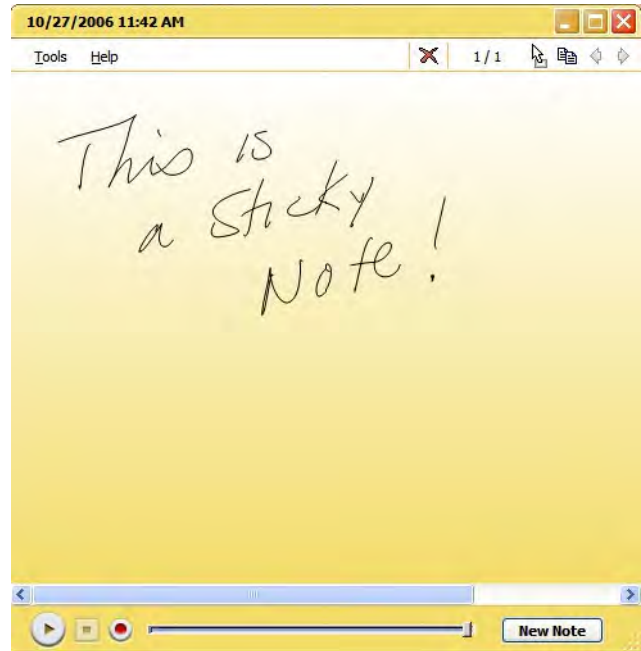 10/27/2006 11:42 AM
Tools Help 1 / 1
This is
a Sticky
Note!
New Note